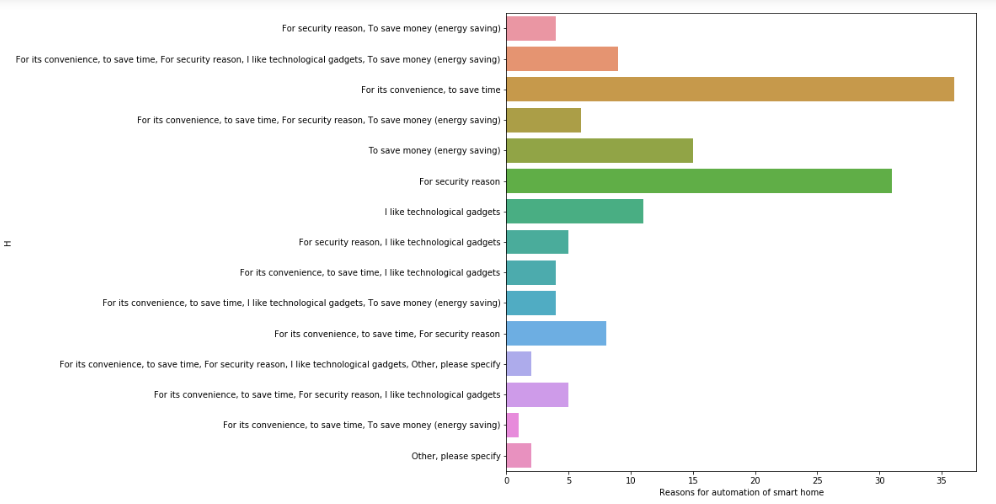 For security reason, To save money (energy saving)
For its convenience, to save time, For security reason, I like technological gadgets, To save money (energy saving)
For its convenience, to save time
For its convenience, to save time, For security reason, To save money (energy saving)
To save money (energy saving)
For security reason
I like technological gadgets
H
For security reason, I like technological gadgets
For its convenience, to save time, I like technological gadgets
For its convenience, to save time, I like technological gadgets, To save money (energy saving)
For its convenience, to save time, For security reason
For its convenience, to save time, For security reason, I like technological gadgets, Other, please specify
For its convenience, to save time, For security reason, I like technological gadgets
For its convenience, to save time, To save money (energy saving)
Other, please specify
0 5 10 15 20 25 30 35
Reasons for automation of smart home